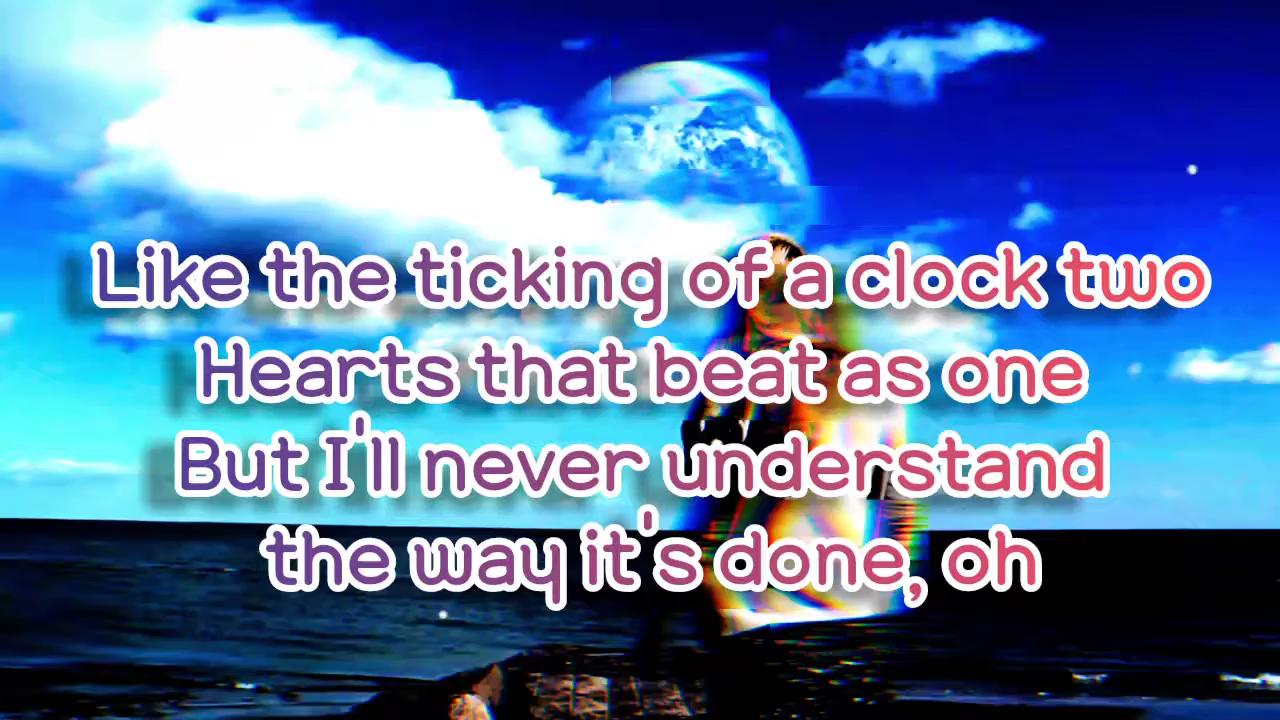 Like the ticking of a clock two
Hearts that beat as one
But I'll never understand
the way it's done, oh